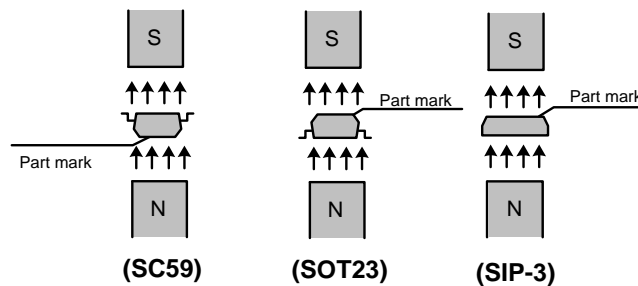 S S S
Part mark
Part mark
Part mark
N N N
(SC59) (SOT23) (SIP-3)